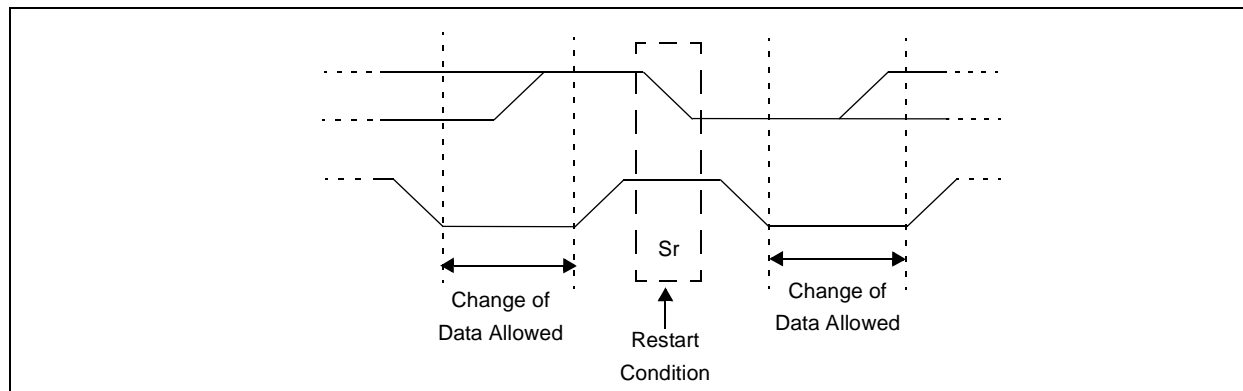 Sr
Change of
Data Allowed
Restart
Condition
Change of
Data Allowed